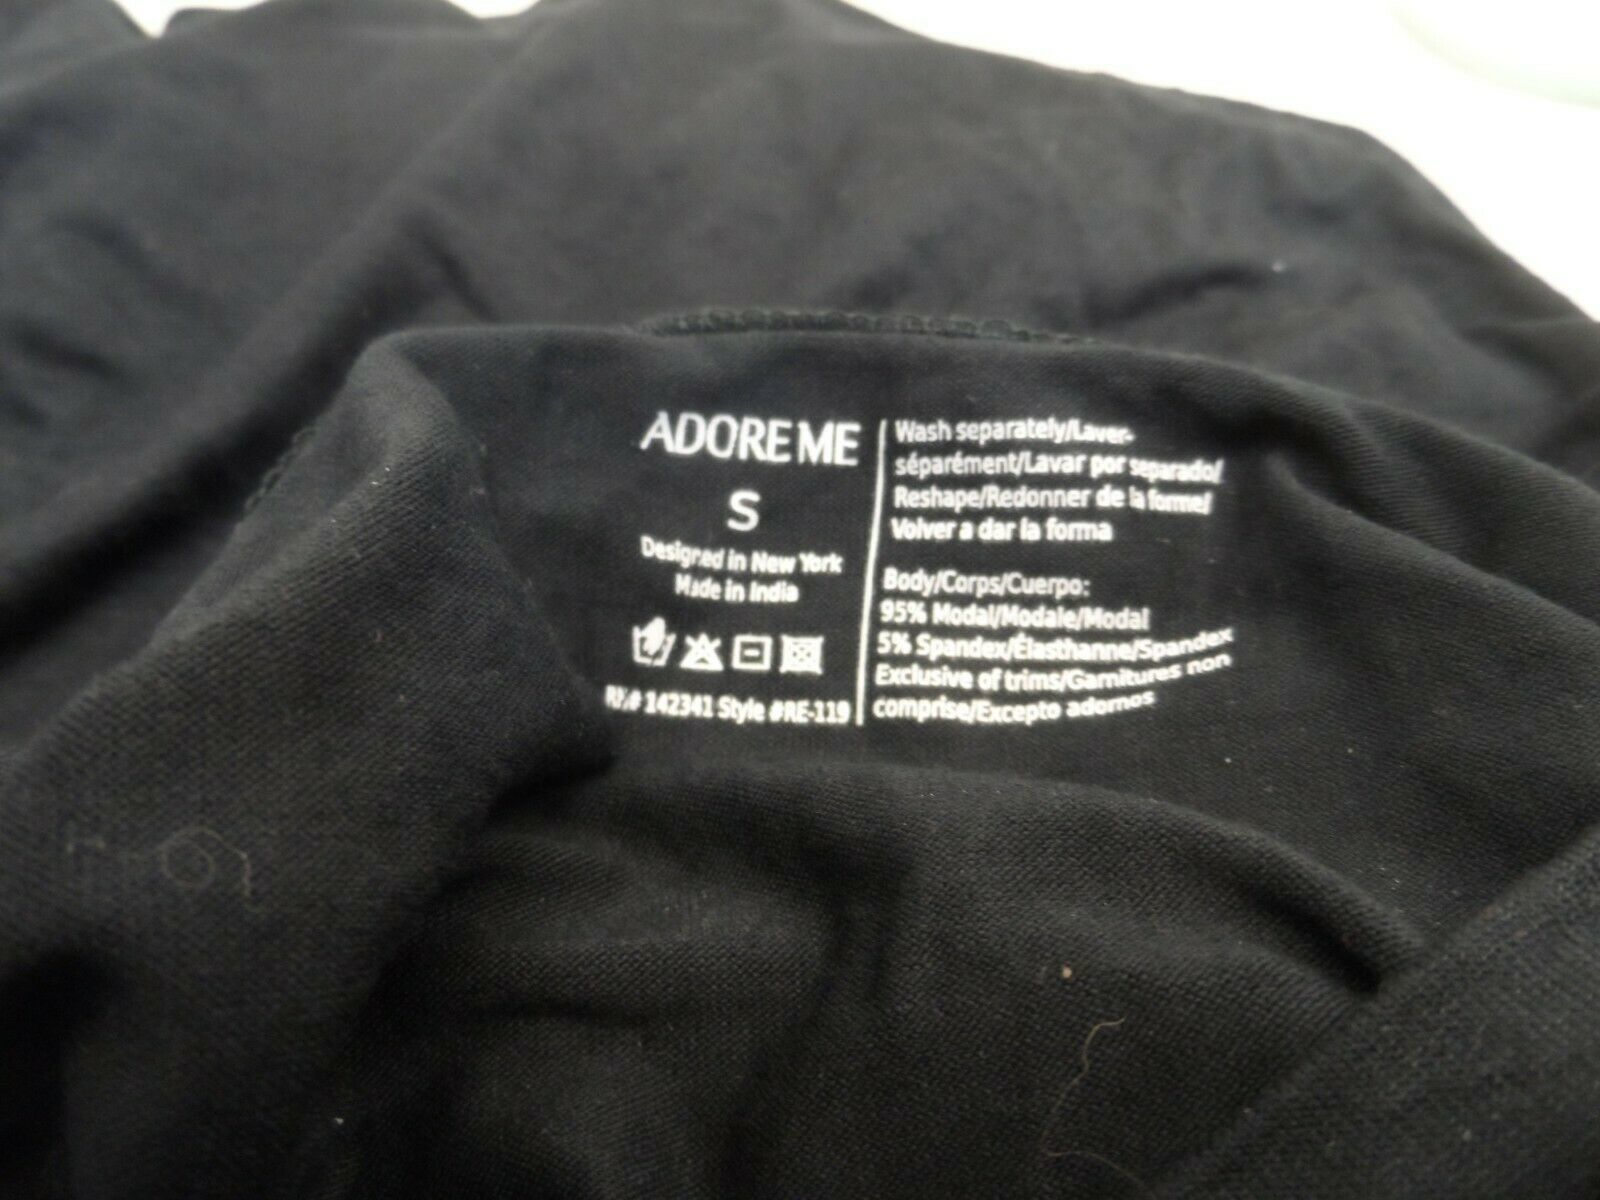 ADORE ME
S
Designed in New York
Made in India
RN# 142341 Style #RE-119
Wash separately/Laver-
séparément/Lavar por separado/
Reshape/Redonner de la forme/
Volver a dar la forma
Body/Corps/Cuerpo:
95% Modal/Modale/Modal
5% Spandex/Élasthanne/Spandex
Exclusive of trims/Garnitures non
comprise/Excepto adornos